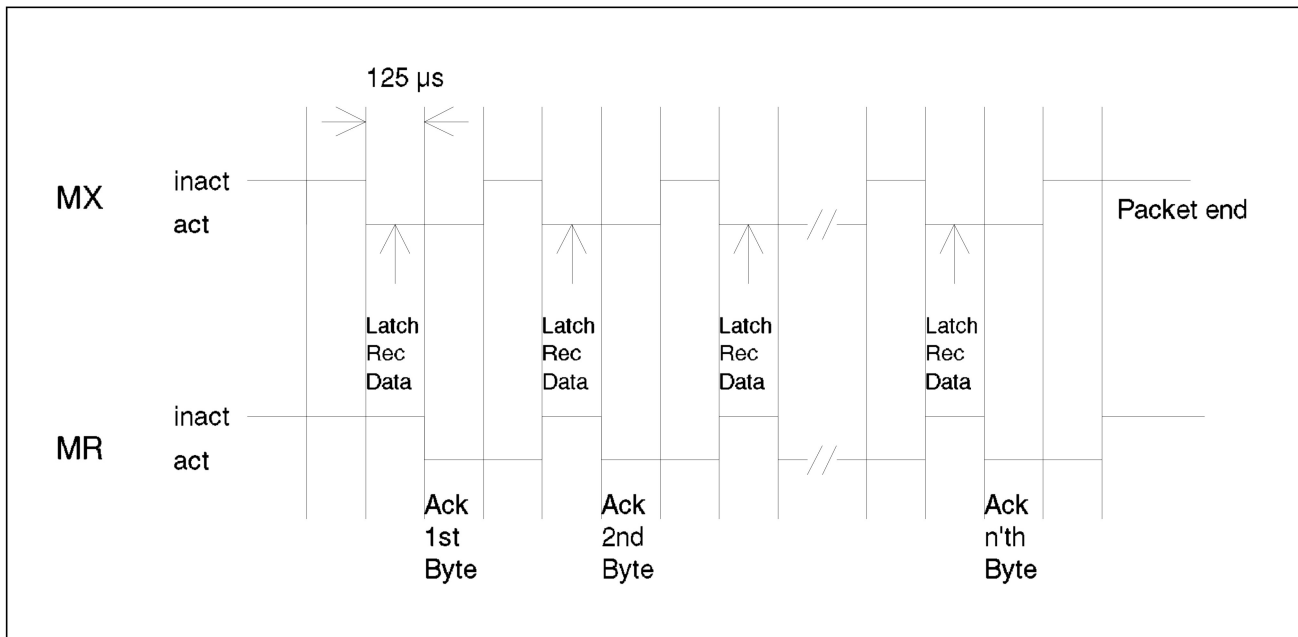 125 µs
MX
inact
act
Packet end
Latch
Rec
Data
Latch
Rec
Data
Latch
Rec
Data
Latch
Rec
Data
MR
inact
act
Ack
1st
Byte
Ack
2nd
Byte
Ack
n'th
Byte